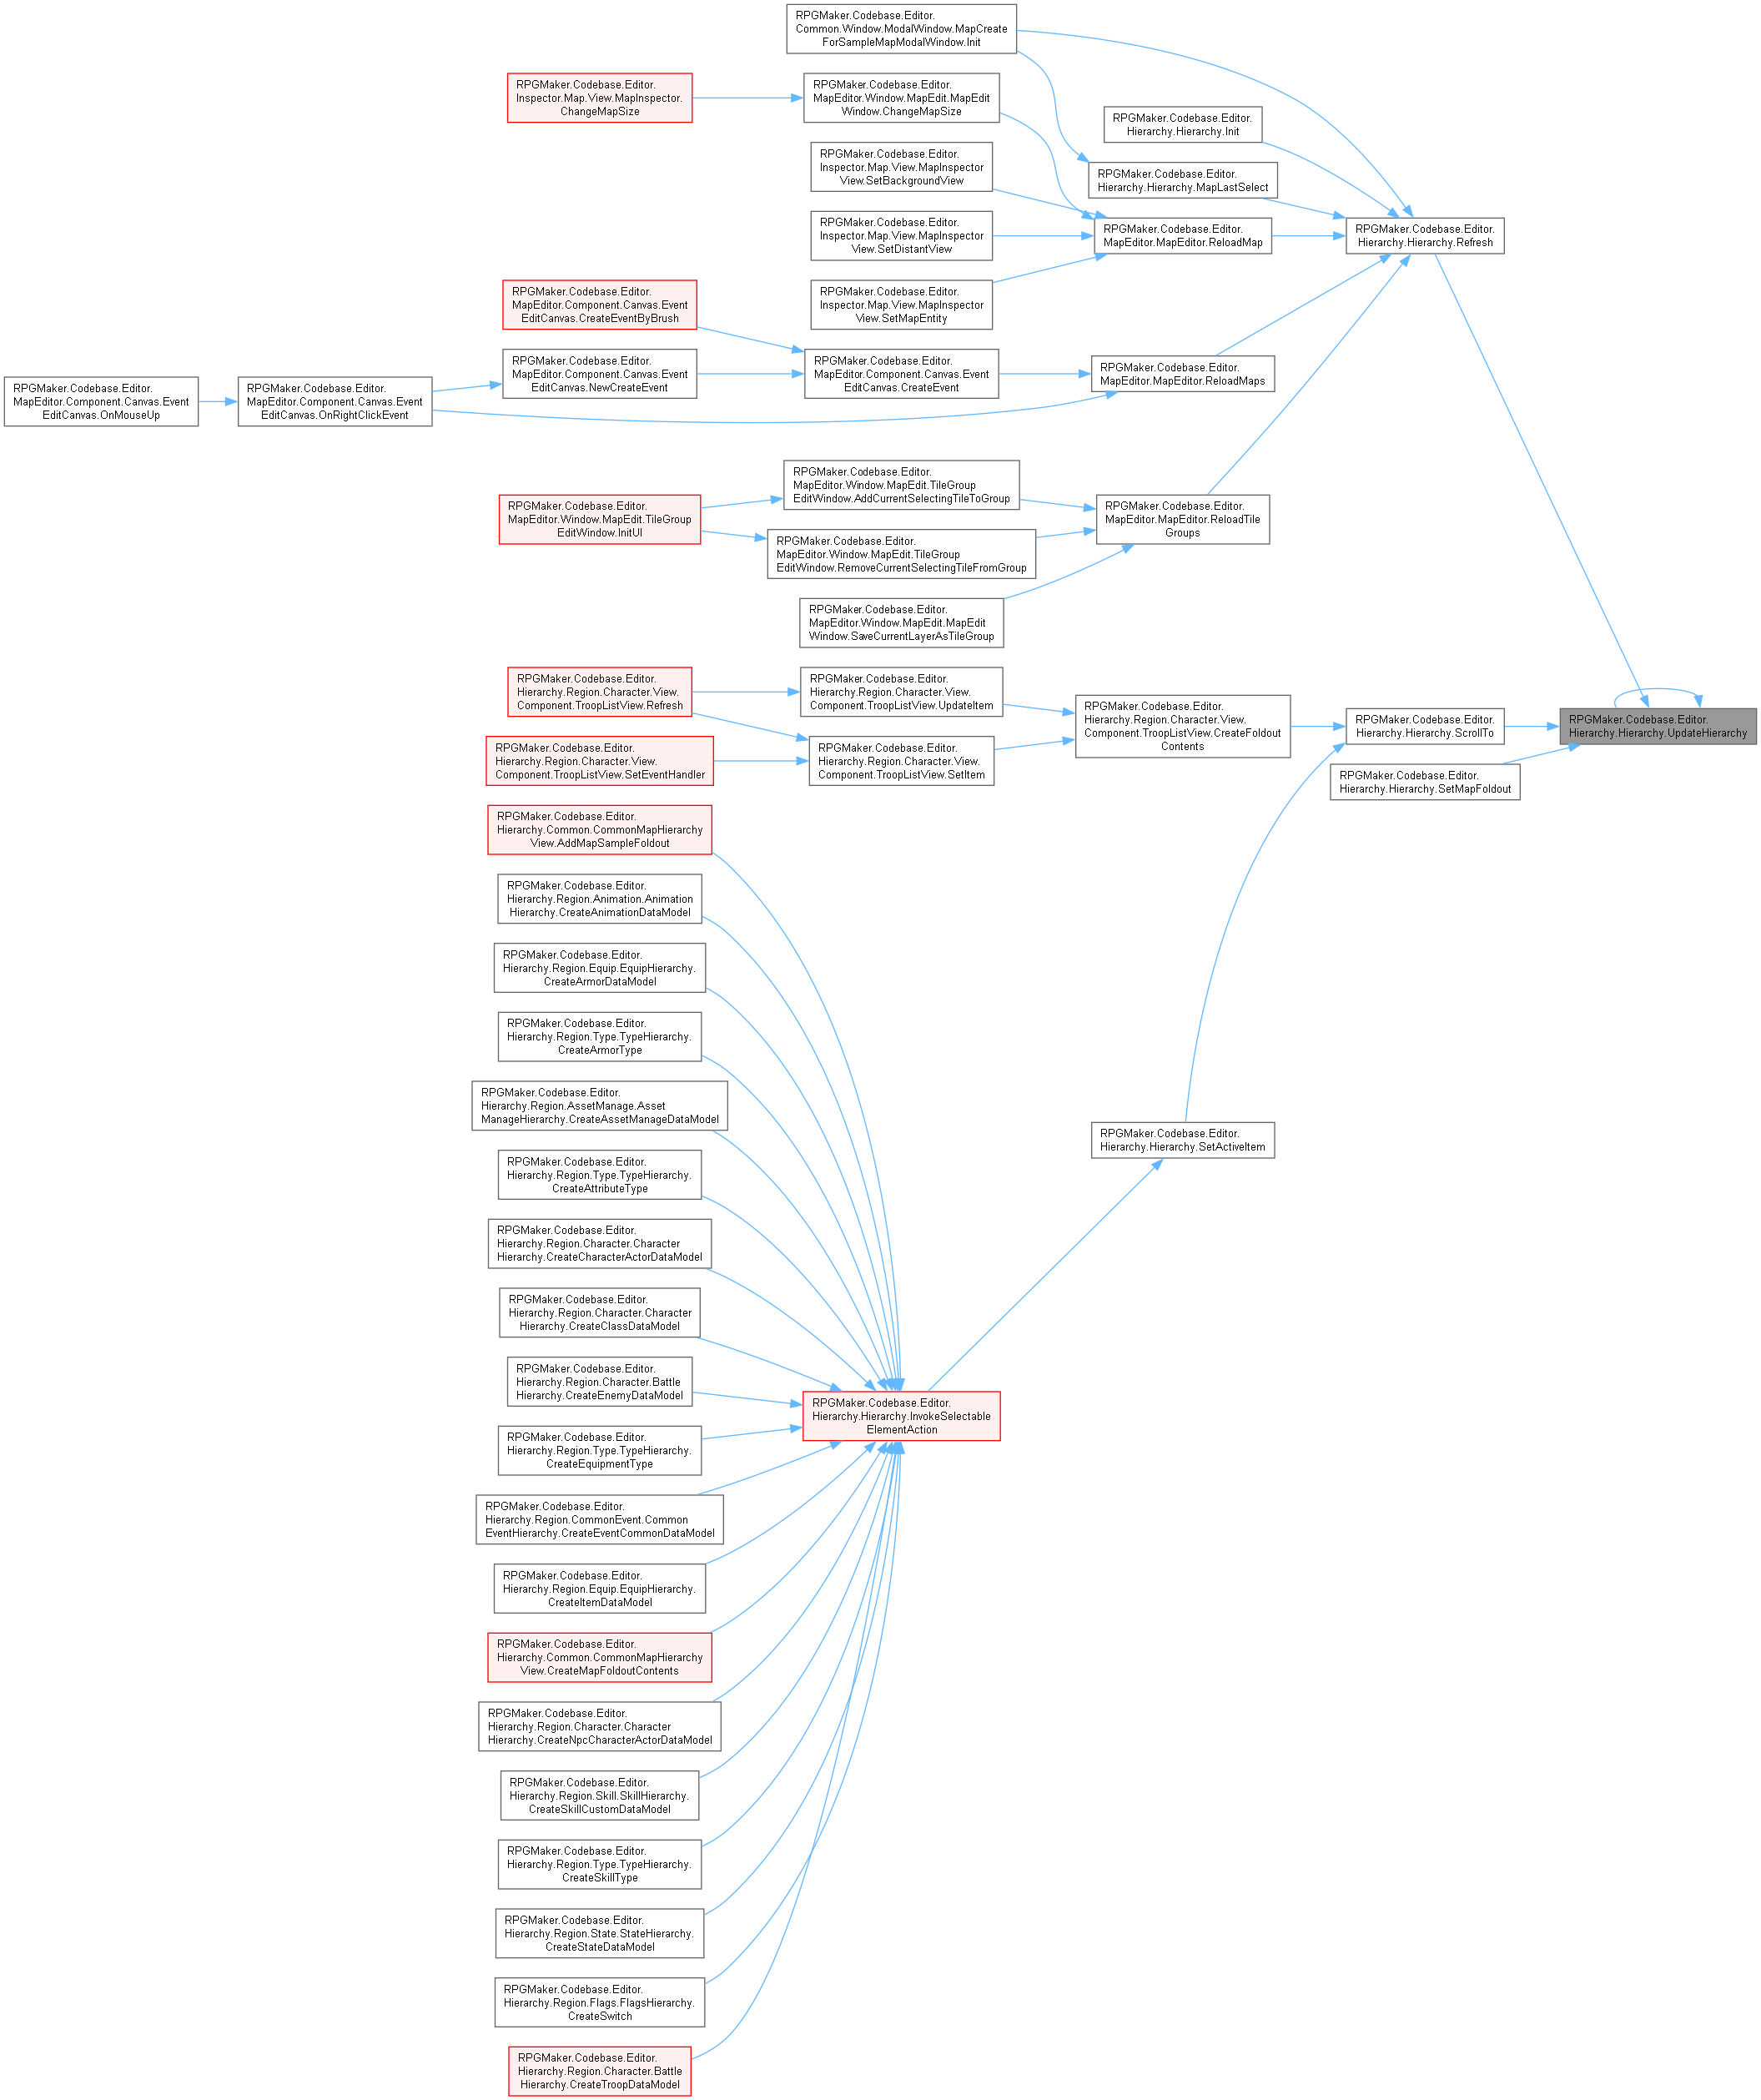 RPGMaker.Codebase.Editor.
Common.Window.ModalWindow.MapCreate
ForSampleMapModalWindow.Init
RPGMaker.Codebase.Editor.
Inspector.Map.View.MapInspector.
ChangeMapSize
RPGMaker.Codebase.Editor.
MapEditor.Window.MapEdit.MapEdit
Window.ChangeMapSize
RPGMaker.Codebase.Editor.
Hierarchy.Hierarchy.Init
RPGMaker.Codebase.Editor.
Inspector.Map.View.MapInspector
View.SetBackgroundView
RPGMaker.Codebase.Editor.
Hierarchy.Hierarchy.MapLastSelect
RPGMaker.Codebase.Editor.
Inspector.Map.View.MapInspector
View.SetDistantView
RPGMaker.Codebase.Editor.
MapEditor.MapEditor.ReloadMap
RPGMaker.Codebase.Editor.
Hierarchy.Hierarchy.Refresh
RPGMaker.Codebase.Editor.
Inspector.Map.View.MapInspector
View.SetMapEntity
RPGMaker.Codebase.Editor.
MapEditor.Component.Canvas.Event
EditCanvas.CreateEventByBrush
RPGMaker.Codebase.Editor.
MapEditor.Component.Canvas.Event
EditCanvas.OnMouseUp
RPGMaker.Codebase.Editor.
MapEditor.Component.Canvas.Event
EditCanvas.OnRightClickEvent
RPGMaker.Codebase.Editor.
MapEditor.Component.Canvas.Event
EditCanvas.NewCreateEvent
RPGMaker.Codebase.Editor.
MapEditor.Component.Canvas.Event
EditCanvas.CreateEvent
RPGMaker.Codebase.Editor.
MapEditor.MapEditor.ReloadMaps
RPGMaker.Codebase.Editor.
MapEditor.Window.MapEdit.TileGroup
EditWindow.AddCurrentSelectingTileToGroup
RPGMaker.Codebase.Editor.
MapEditor.Window.MapEdit.TileGroup
EditWindow.InitUI
RPGMaker.Codebase.Editor.
MapEditor.MapEditor.ReloadTile
Groups
RPGMaker.Codebase.Editor.
MapEditor.Window.MapEdit.TileGroup
EditWindow.RemoveCurrentSelectingTileFromGroup
RPGMaker.Codebase.Editor.
MapEditor.Window.MapEdit.MapEdit
Window.SaveCurrentLayerAsTileGroup
RPGMaker.Codebase.Editor.
Hierarchy.Region.Character.View.
Component.TroopListView.Refresh
RPGMaker.Codebase.Editor.
Hierarchy.Region.Character.View.
Component.TroopListView.UpdateItem
RPGMaker.Codebase.Editor.
Hierarchy.Region.Character.View.
Component.TroopListView.CreateFoldout
Contents
RPGMaker.Codebase.Editor.
Hierarchy.Hierarchy.ScrollTo
RPGMaker.Codebase.Editor.
Hierarchy.Hierarchy.UpdateHierarchy
RPGMaker.Codebase.Editor.
Hierarchy.Region.Character.View.
Component.TroopListView.SetEventHandler
RPGMaker.Codebase.Editor.
Hierarchy.Region.Character.View.
Component.TroopListView.SetItem
RPGMaker.Codebase.Editor.
Hierarchy.Hierarchy.SetMapFoldout
RPGMaker.Codebase.Editor.
Hierarchy.Common.CommonMapHierarchy
View.AddMapSampleFoldout
RPGMaker.Codebase.Editor.
Hierarchy.Region.Animation.Animation
Hierarchy.CreateAnimationDataModel
RPGMaker.Codebase.Editor.
Hierarchy.Region.Equip.EquipHierarchy.
CreateArmorDataModel
RPGMaker.Codebase.Editor.
Hierarchy.Region.Type.TypeHierarchy.
CreateArmorType
RPGMaker.Codebase.Editor.
Hierarchy.Region.AssetManage.Asset
ManageHierarchy.CreateAssetManageDataModel
RPGMaker.Codebase.Editor.
Hierarchy.Hierarchy.SetActiveItem
RPGMaker.Codebase.Editor.
Hierarchy.Region.Type.TypeHierarchy.
CreateAttributeType
RPGMaker.Codebase.Editor.
Hierarchy.Region.Character.Character
Hierarchy.CreateCharacterActorDataModel
RPGMaker.Codebase.Editor.
Hierarchy.Region.Character.Character
Hierarchy.CreateClassDataModel
RPGMaker.Codebase.Editor.
Hierarchy.Region.Character.Battle
Hierarchy.CreateEnemyDataModel
RPGMaker.Codebase.Editor.
Hierarchy.Hierarchy.InvokeSelectable
ElementAction
RPGMaker.Codebase.Editor.
Hierarchy.Region.Type.TypeHierarchy.
CreateEquipmentType
RPGMaker.Codebase.Editor.
Hierarchy.Region.CommonEvent.Common
EventHierarchy.CreateEventCommonDataModel
RPGMaker.Codebase.Editor.
Hierarchy.Region.Equip.EquipHierarchy.
CreateItemDataModel
RPGMaker.Codebase.Editor.
Hierarchy.Common.CommonMapHierarchy
View.CreateMapFoldoutContents
RPGMaker.Codebase.Editor.
Hierarchy.Region.Character.Character
Hierarchy.CreateNpcCharacterActorDataModel
RPGMaker.Codebase.Editor.
Hierarchy.Region.Skill.SkillHierarchy.
CreateSkillCustomDataModel
RPGMaker.Codebase.Editor.
Hierarchy.Region.Type.TypeHierarchy.
CreateSkillType
RPGMaker.Codebase.Editor.
Hierarchy.Region.State.StateHierarchy.
CreateStateDataModel
RPGMaker.Codebase.Editor.
Hierarchy.Region.Flags.FlagsHierarchy.
CreateSwitch
RPGMaker.Codebase.Editor.
Hierarchy.Region.Character.Battle
Hierarchy.CreateTroopDataModel